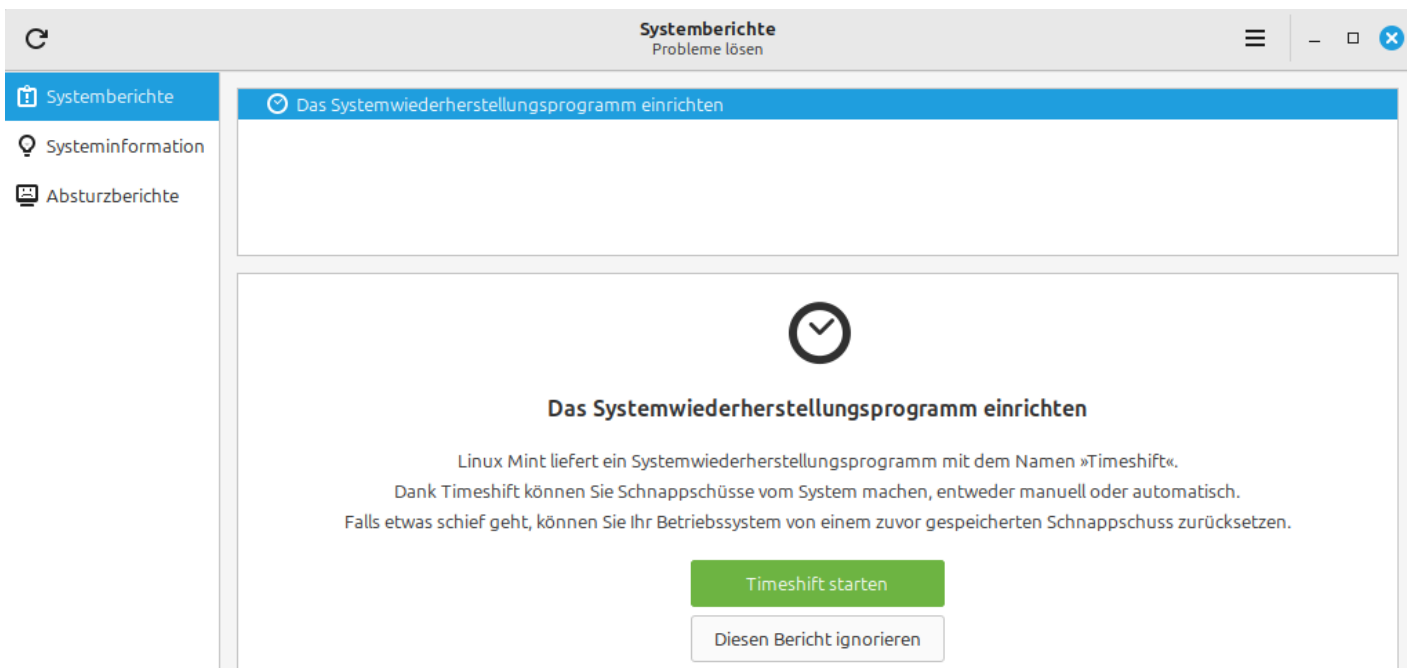 Systemberichte
Probleme lösen
Systemberichte
Systeminformation
Absturzberichte
Das Systemwiederherstellungsprogramm einrichten
Das Systemwiederherstellungsprogramm einrichten
Linux Mint liefert ein Systemwiederherstellungsprogramm mit dem Namen »Timeshift«.
Dank Timeshift können Sie Schnappschüsse vom System machen, entweder manuell oder automatisch.
Falls etwas schief geht, können Sie Ihr Betriebssystem von einem zuvor gespeicherten Schnappschuss zurücksetzen.
Timeshift starten
Diesen Bericht ignorieren